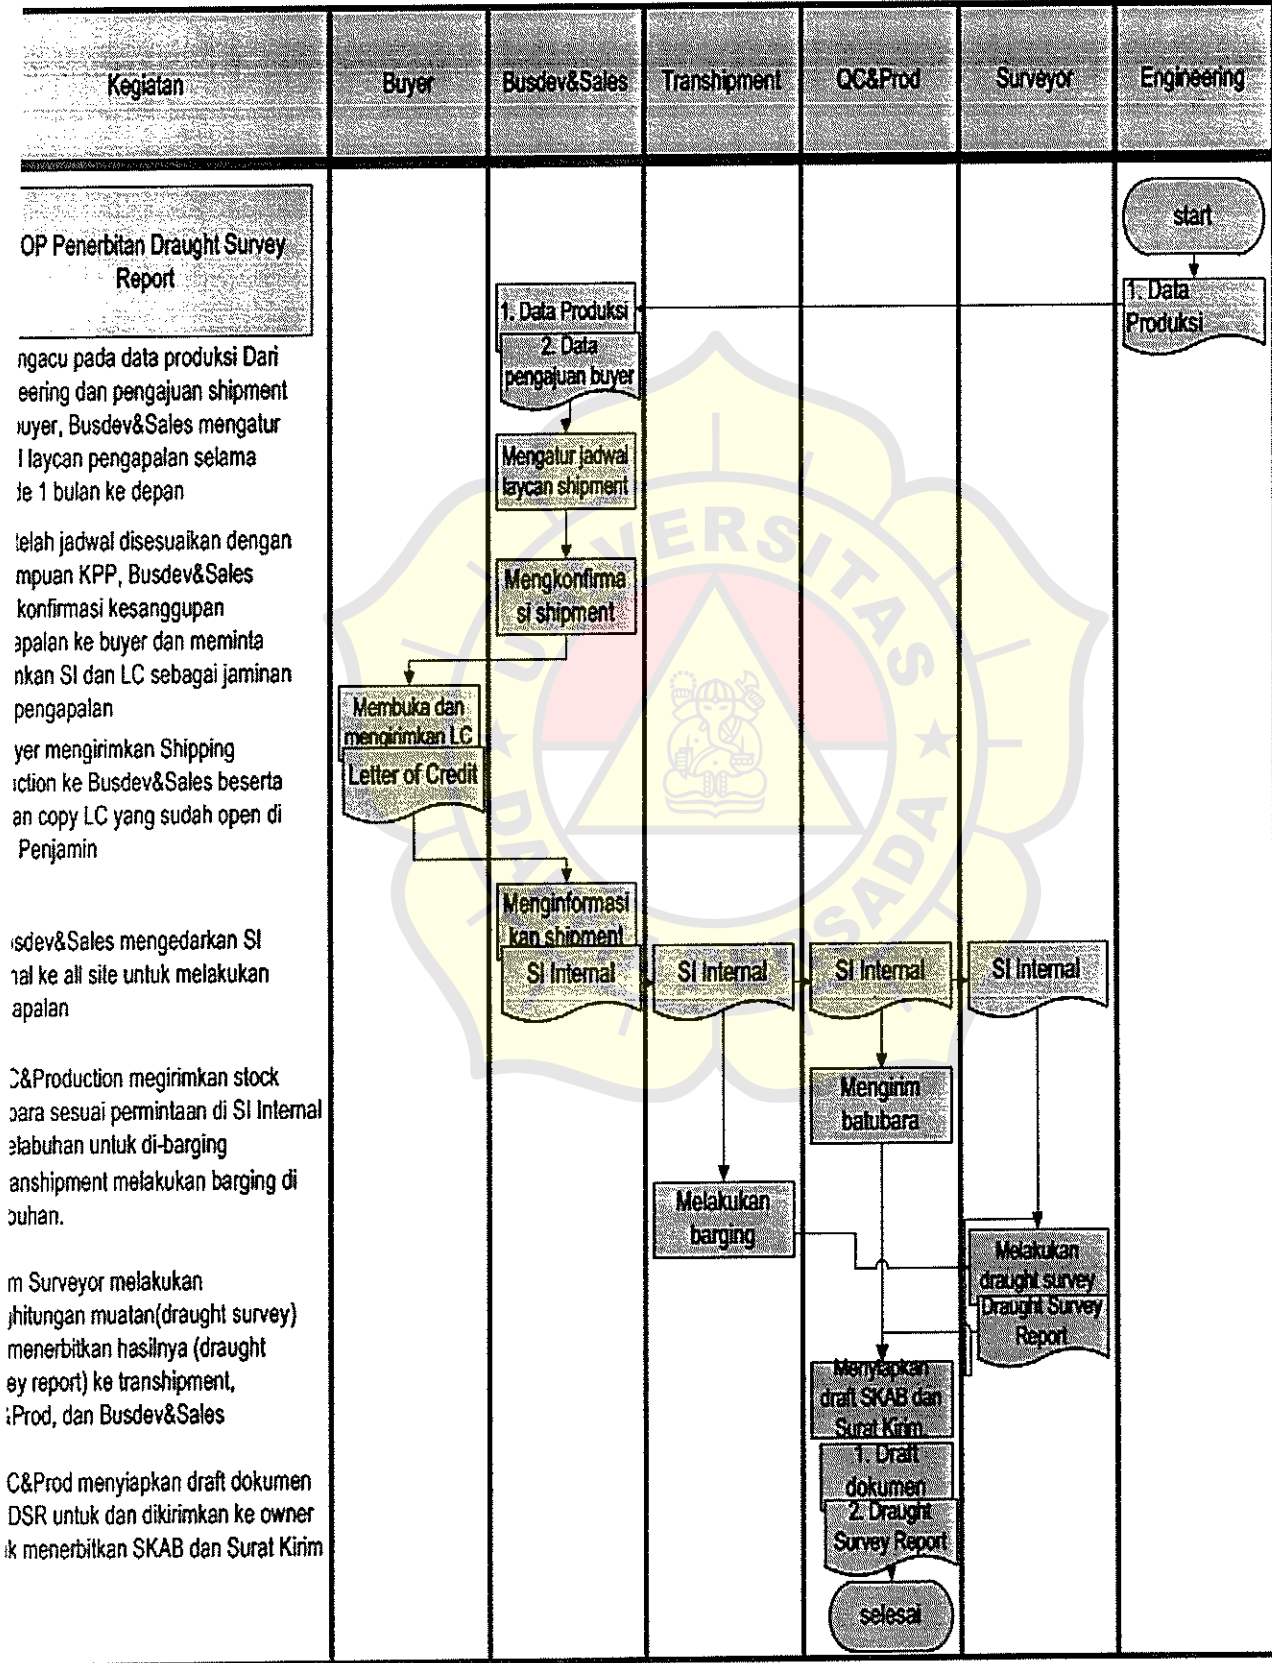 Kegiatan
Buyer
Busdev&Sales
Transhipment
QC&Prod
Surveyor
Engineering
OP Penerbitan Draught Survey
Report
ngacu pada data produksi Dari
eering dan pengajuan shipment
uyer, Busdev&Sales mengatur
l laycan pengapalan selama
de 1 bulan ke depan
telah jadwal disesuaikan dengan
mpuan KPP, Busdev&Sales
konfirmasi kesanggupan
apalan ke buyer dan meminta
nkan SI dan LC sebagai jaminan
pengapalan
yer mengirimkan Shipping
uction ke Busdev&Sales beserta
an copy LC yang sudah open di
Penjamin
usdev&Sales mengedarkan SI
nal ke all site untuk melakukan
apalan
C&Production megirimkan stock
bara sesuai permintaan di SI Internal
elabuhan untuk di-barging
anshipment melakukan barging di
buhan.
m Surveyor melakukan
ghitungan muatan(draught survey)
menerbitkan hasilnya (draught
ey report) ke transhipment,
&Prod, dan Busdev&Sales
C&Prod menyiapkan draft dokumen
DSR untuk dan dikirimkan ke owner
uk menerbitkan SKAB dan Surat Kirim
start
1. Data
Produksi
1. Data Produksi
2. Data
pengajuan buyer
Mengatur jadwal
laycan shipment
Mengkonfirma
si shipment
Membuka dan
mengirimkan LC
Letter of Credit
Menginformasi
kan shipment
SI Internal
SI Internal
SI Internal
SI Internal
Mengirim
batubara
Melakukan
barging
Melakukan
draught survey
Draught Survey
Report
Menyiapkan
draft SKAB dan
Surat Kirim.
1. Draft
dokumen
2. Draught
Survey Report
selesai
UNIVERSITAS
DARMA PERSADA